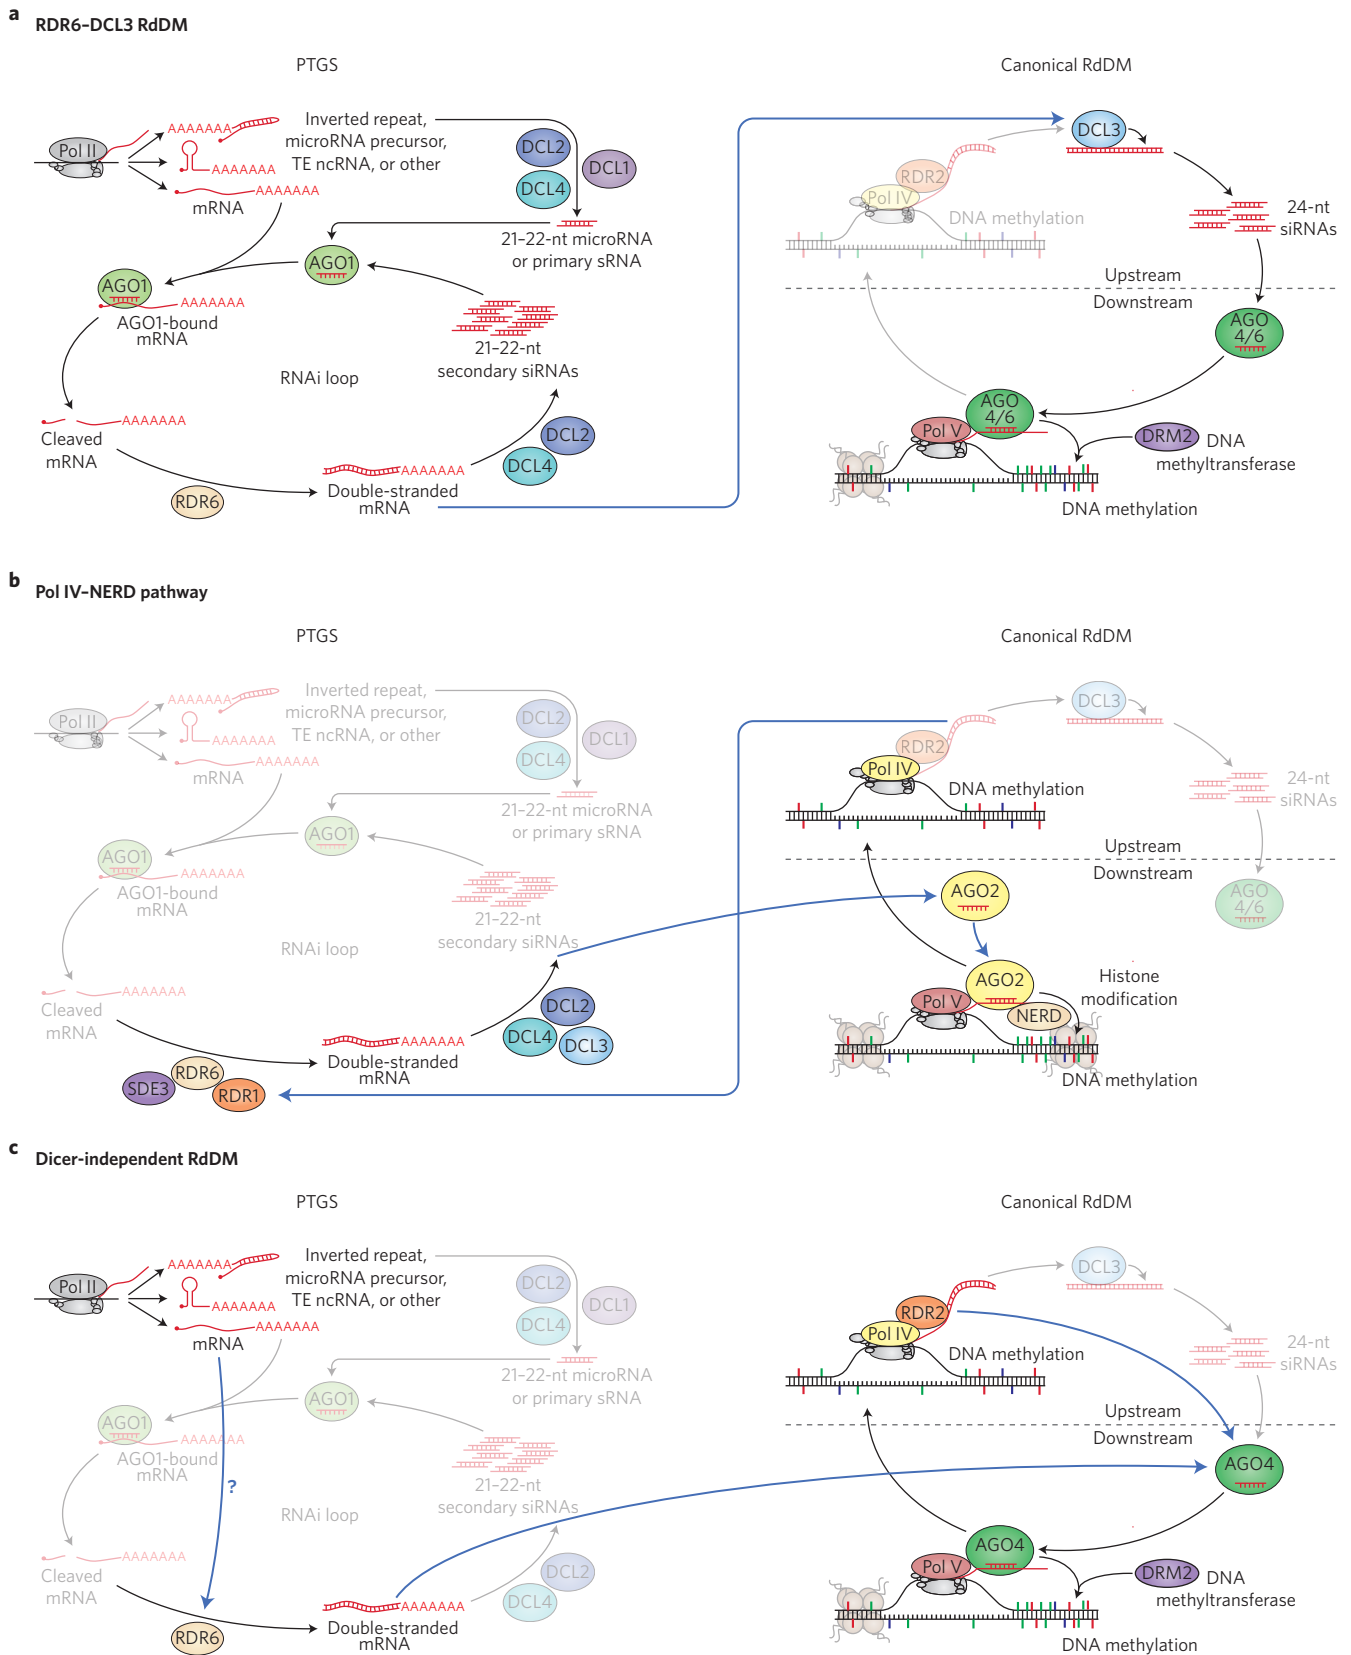 a
RDR6–DCL3 RdDM
PTGS
Canonical RdDM
Pol II
AAAAAAA
AAAAAAA
AAAAAAA
mRNA
Inverted repeat,
microRNA precursor,
TE ncRNA, or other
DCL2
DCL1
DCL4
21–22-nt microRNA
or primary sRNA
AGO1
AGO1
AAAAAAA
AGO1-bound
mRNA
21–22-nt
secondary siRNAs
RNAi loop
AAAAAAA
Cleaved
mRNA
RDR6
AAAAAAA
Double-stranded
mRNA
DCL2
DCL4
DCL3
RDR2
Pol IV
DNA methylation
24-nt
siRNAs
Upstream
Downstream
AGO
4/6
AGO
4/6
Pol V
DRM2
DNA
methyltransferase
DNA methylation
b
Pol IV–NERD pathway
PTGS
Canonical RdDM
Pol II
AAAAAAA
AAAAAAA
AAAAAAA
mRNA
Inverted repeat,
microRNA precursor,
TE ncRNA, or other
DCL2
DCL1
DCL4
21–22-nt microRNA
or primary sRNA
AGO1
AGO1
AAAAAAA
AGO1-bound
mRNA
21–22-nt
secondary siRNAs
RNAi loop
AAAAAAA
Cleaved
mRNA
SDE3
RDR6
RDR1
AAAAAAA
Double-stranded
mRNA
DCL2
DCL4
DCL3
DCL3
RDR2
Pol IV
DNA methylation
24-nt
siRNAs
Upstream
Downstream
AGO
4/6
AGO2
AGO2
Pol V
NERD
Histone
modification
DNA methylation
c
Dicer-independent RdDM
PTGS
Canonical RdDM
Pol II
AAAAAAA
AAAAAAA
AAAAAAA
mRNA
Inverted repeat,
microRNA precursor,
TE ncRNA, or other
DCL2
DCL1
DCL4
21–22-nt microRNA
or primary sRNA
AGO1
AGO1
AAAAAAA
AGO1-bound
mRNA
?
21–22-nt
secondary siRNAs
RNAi loop
AAAAAAA
Cleaved
mRNA
RDR6
AAAAAAA
Double-stranded
mRNA
DCL2
DCL4
DCL3
RDR2
Pol IV
DNA methylation
24-nt
siRNAs
Upstream
Downstream
AGO4
AGO4
Pol V
DRM2
DNA
methyltransferase
DNA methylation